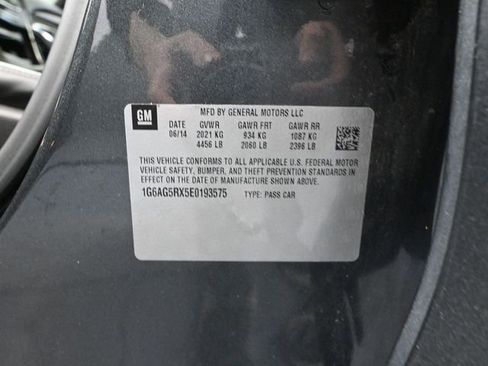 GM
MFD BY GENERAL MOTORS LLC
DATE GVWR GAWR FRT GAWR RR
06/14 2021 KG 934 KG 1087 KG
4456 LB 2060 LB 2396 LB
THIS VEHICLE CONFORMS TO ALL APPLICABLE U.S. FEDERAL MOTOR
VEHICLE SAFETY, BUMPER, AND THEFT PREVENTION STANDARDS IN
EFFECT ON THE DATE OF MANUFACTURE SHOWN ABOVE.
1G6AG5RX5E0193575 TYPE: PASS CAR